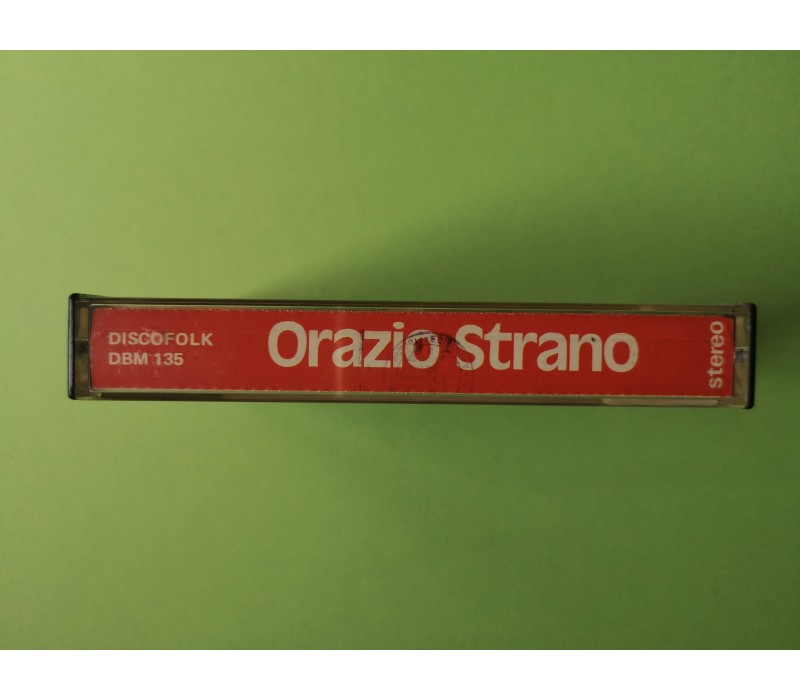 DISCOFOLK
DBM 135
Orazio Strano
stereo